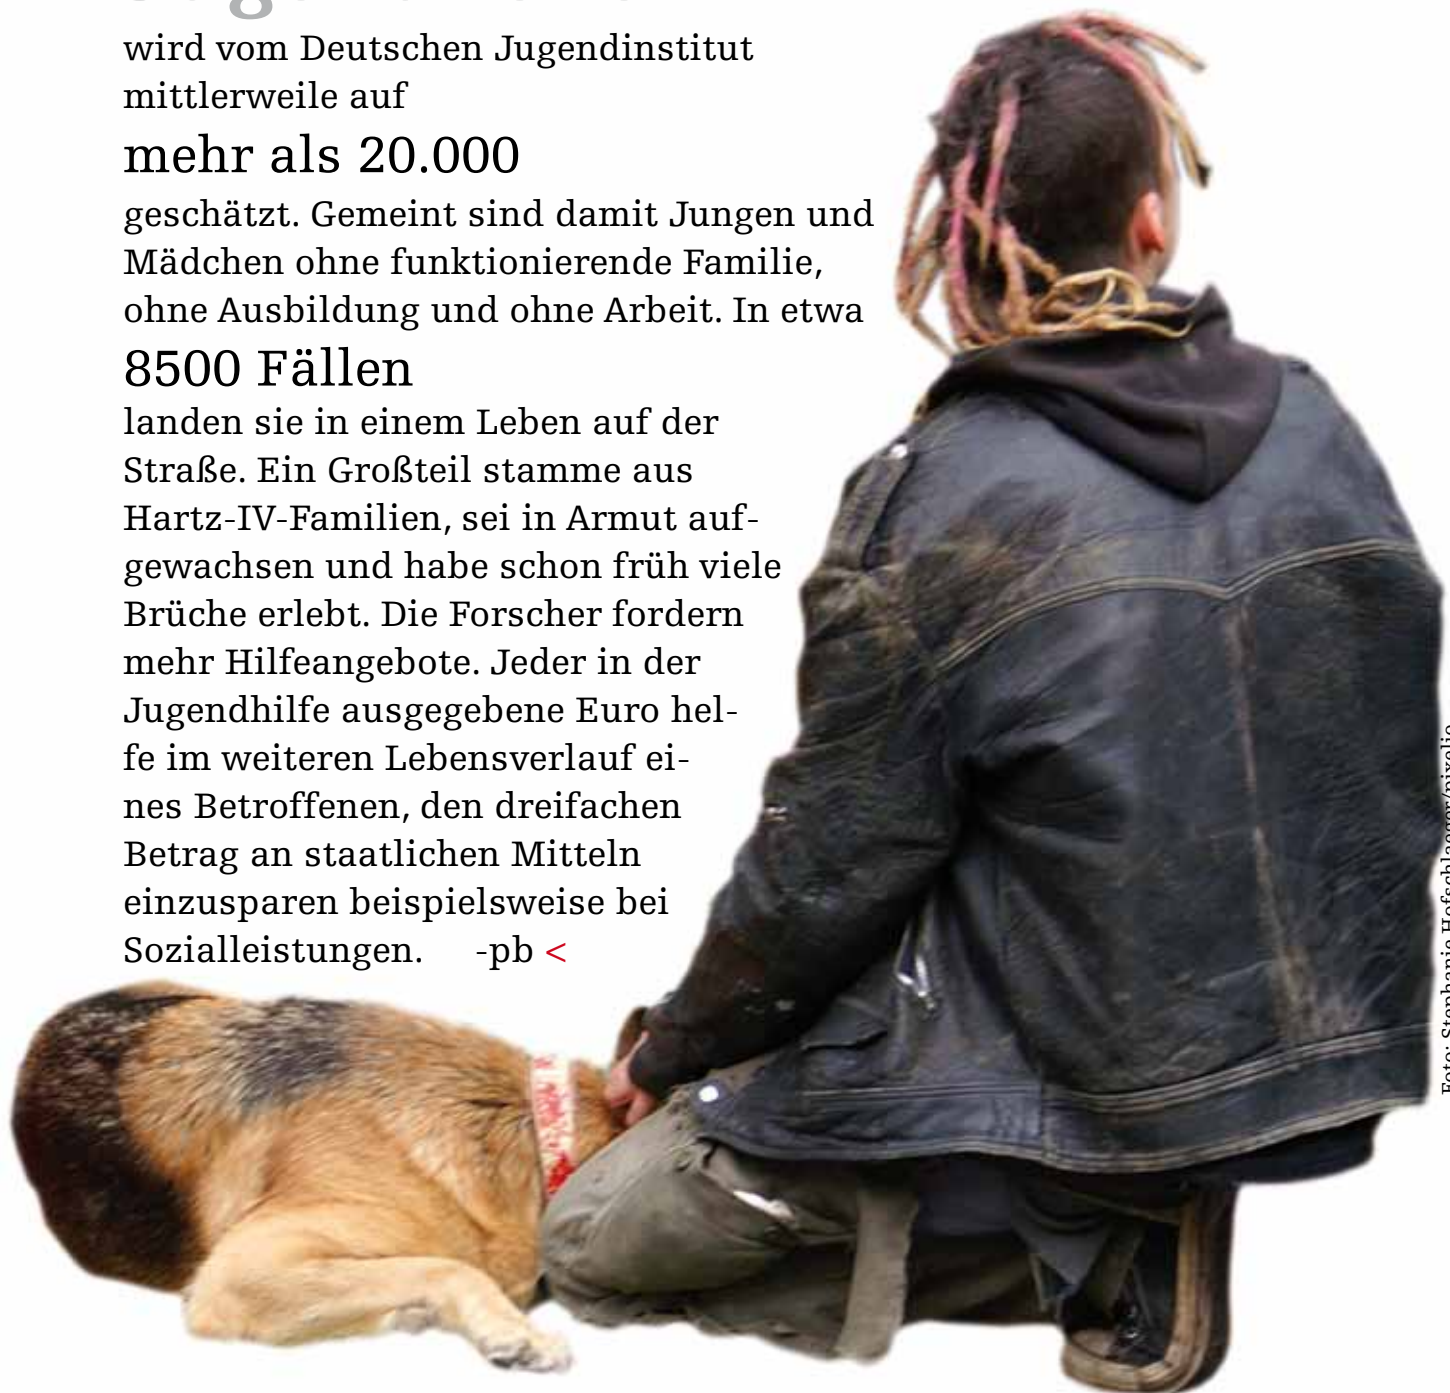 wird vom Deutschen Jugendinstitut
mittlerweile auf
mehr als 20.000
geschätzt. Gemeint sind damit Jungen und
Mädchen ohne funktionierende Familie,
ohne Ausbildung und ohne Arbeit. In etwa
8500 Fällen
landen sie in einem Leben auf der
Straße. Ein Großteil stamme aus
Hartz-IV-Familien, sei in Armut auf-
gewachsen und habe schon früh viele
Brüche erlebt. Die Forscher fordern
mehr Hilfeangebote. Jeder in der
Jugendhilfe ausgegebene Euro hel-
fe im weiteren Lebensverlauf ei-
nes Betroffenen, den dreifachen
Betrag an staatlichen Mitteln
einzusparen beispielsweise bei
Sozialleistungen. -pb <
Foto: Stephanie Hofschlaeger/pixelio